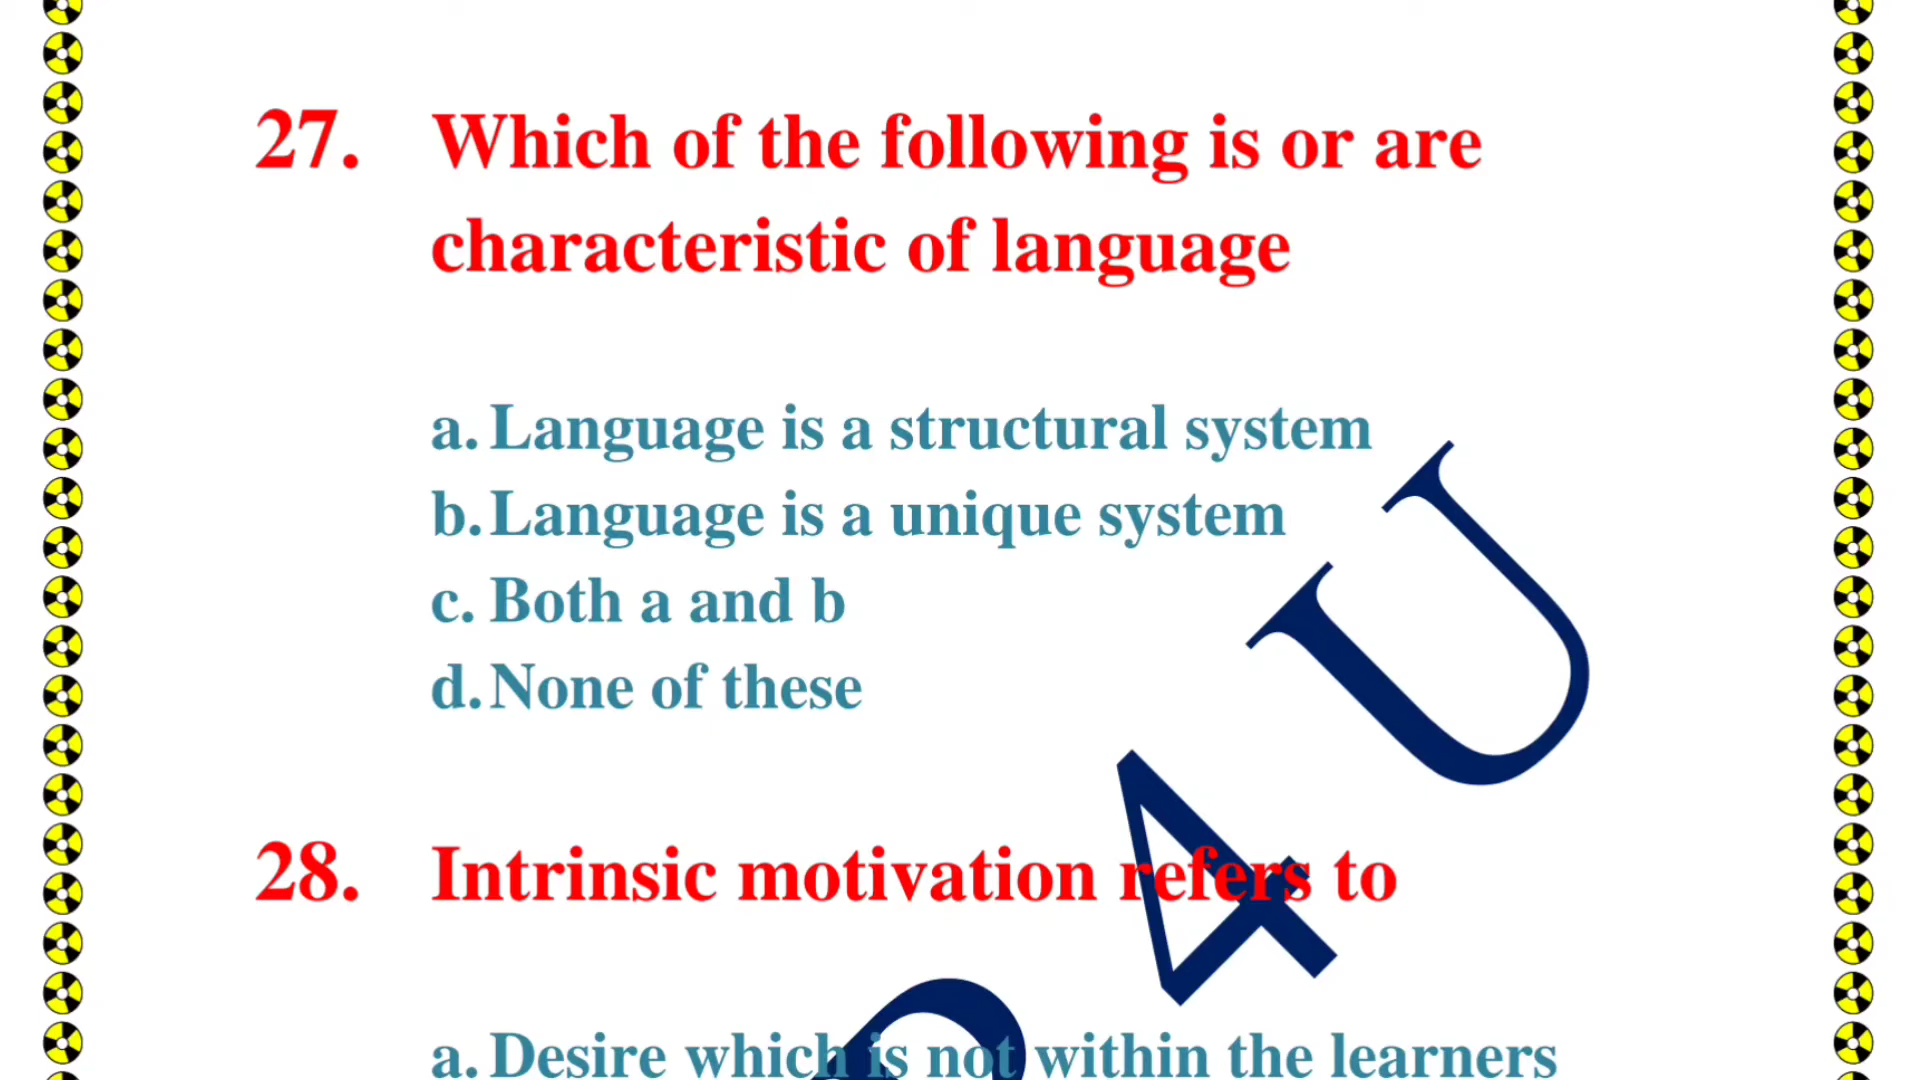 27. Which of the following is or are
characteristic of language
a. Language is a structural system
b. Language is a unique system
c. Both a and b
d. None of these
28. Intrinsic motivation refers to
a. Desire which is not within the learners
4 U